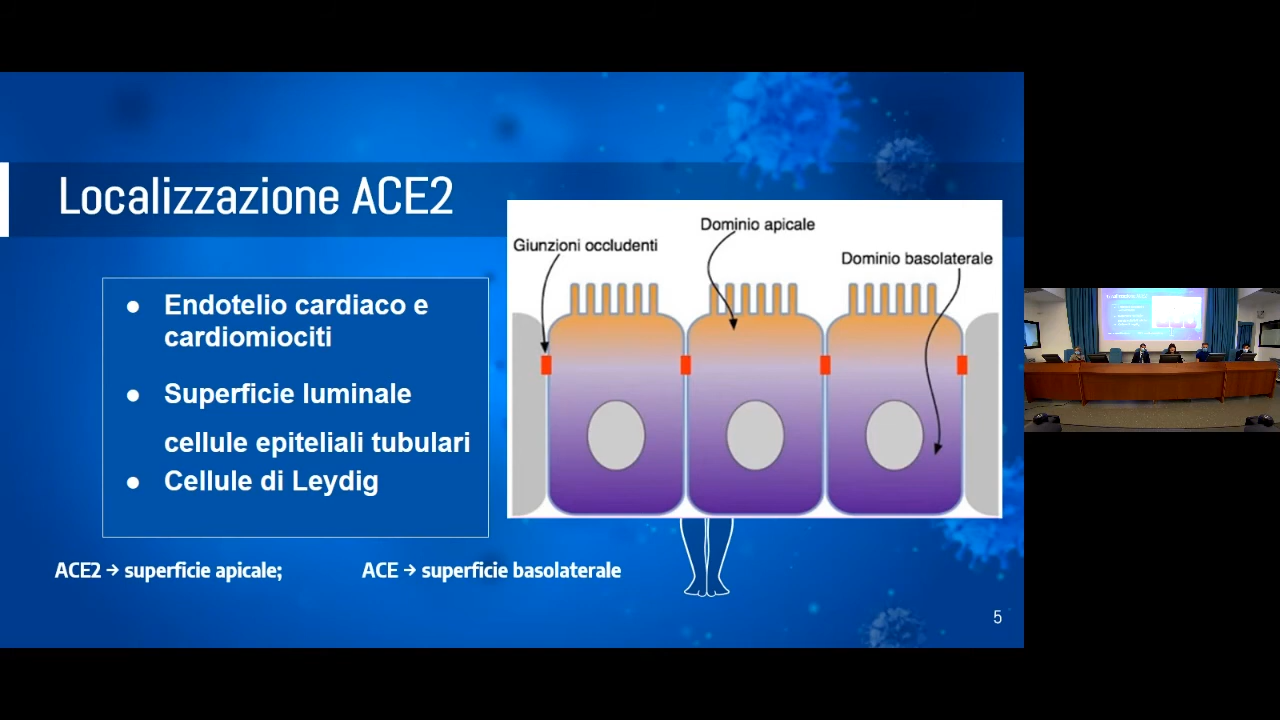 Localizzazione ACE2
● Endotelio cardiaco e
cardiomiociti
● Superficie luminale
cellule epiteliali tubulari
● Cellule di Leydig
Giunzioni occludenti
Dominio apicale
Dominio basolaterale
ACE2 → superficie apicale;
ACE → superficie basolaterale
5